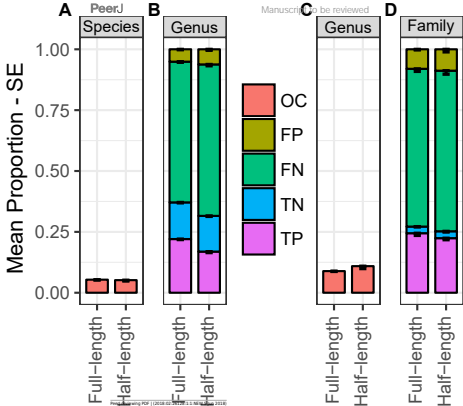 PeerJ
Manuscript to be reviewed
A
B
C
D
Species
Genus
Genus
Family
Mean Proportion - SE
1.00
0.75
0.50
0.25
0.00
OC
FP
FN
TN
TP
Full-length
Half-length
Full-length
Half-length
Full-length
Half-length
Full-length
Half-length